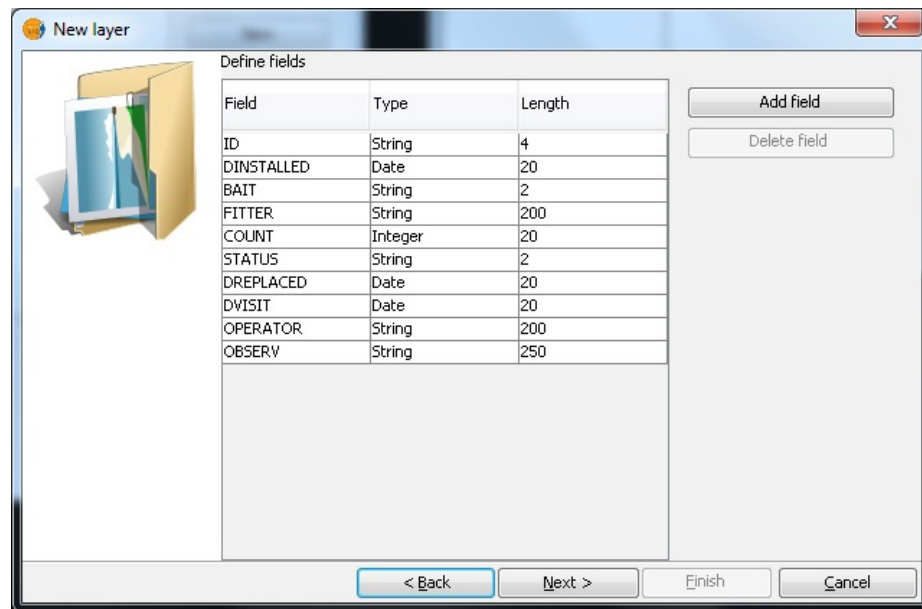 New layer
Define fields
Field Type Length
ID String 4
DINSTALLED Date 20
BAIT String 2
FITTER String 200
COUNT Integer 20
STATUS String 2
DREPLACED Date 20
DVISIT Date 20
OPERATOR String 200
OBSERV String 250
Add field
Delete field
< Back Next > Finish Cancel